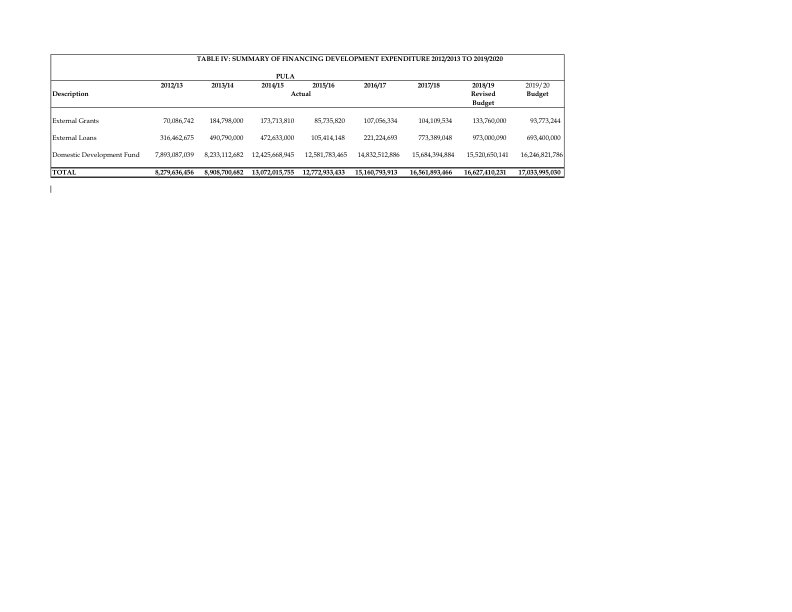 TABLE IV: SUMMARY OF FINANCING DEVELOPMENT EXPENDITURE 2012/2013 TO 2019/2020
PULA
2012/13 2013/14 2014/15 2015/16 2016/17 2017/18 2018/19 2019/20
Description Actual Revised Budget
Budget
External Grants 70,086,742 184,798,000 173,713,810 85,735,820 107,056,334 104,109,534 133,760,000 93,773,244
External Loans 316,462,675 490,790,000 472,633,000 105,414,148 221,224,693 773,389,048 973,000,090 693,400,000
Domestic Development Fund 7,893,087,039 8,233,112,682 12,425,668,945 12,581,783,465 14,832,512,886 15,684,394,884 15,520,650,141 16,246,821,786
TOTAL 8,279,636,456 8,908,700,682 13,072,015,755 12,772,933,433 15,160,793,913 16,561,893,466 16,627,410,231 17,033,995,030